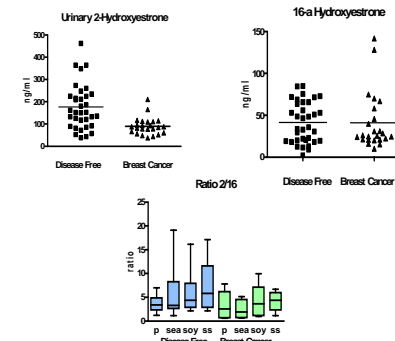 Urinary 2-Hydroxyestrone
500
400
300
200
100
0
ng/ml
Disease Free Breast Cancer
16-a Hydroxyestrone
150
100
50
0
ng/ml
Disease Free Breast Cancer
Ratio 2/16
25
20
15
10
5
0
ratio
p sea soy ss p sea soy ss
Disease Free Breast Cancer